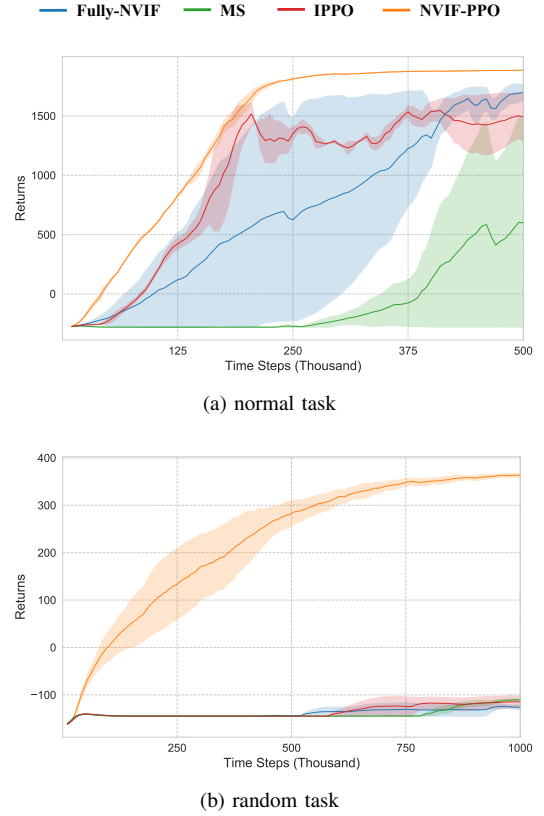 Fully-NVIF MS IPPO NVIF-PPO
1500
1000
500
0
Returns
125 250 375 500
Time Steps (Thousand)
(a) normal task
400
300
200
100
0
−100
Returns
250 500 750 1000
Time Steps (Thousand)
(b) random task